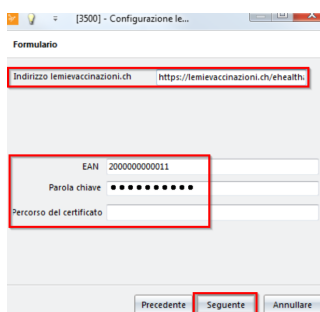 [3500] - Configurazione le...
Formulario
Indirizzo lemievaccinazioni.ch https://lemievaccinazioni.ch/ehealth
EAN 2000000000011
Parola chiave ●●●●●●●●●●
Percorso del certificato
Precedente Seguente Annullare